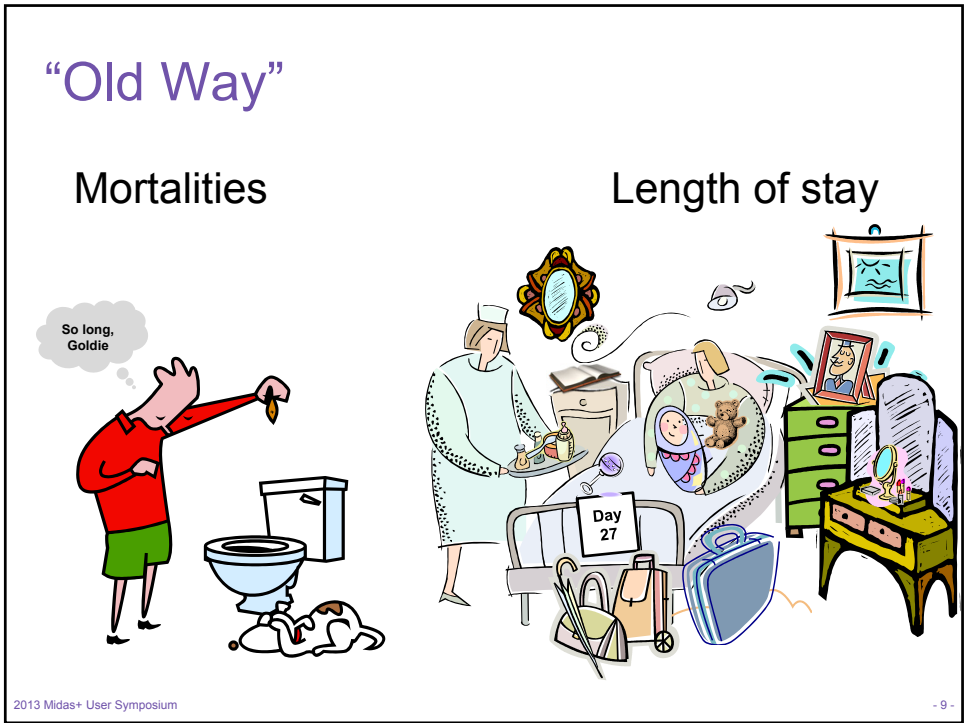 “Old Way”
Mortalities
Length of stay
So long,
Goldie
Day
27
2013 Midas+ User Symposium
- 9 -